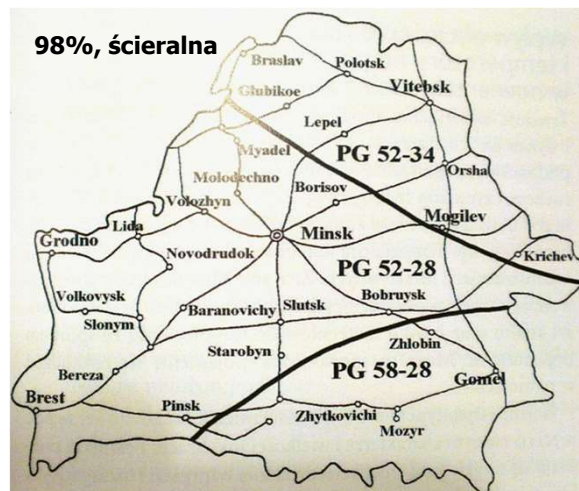 98%, ścieralna
Braslav
Polotsk
Glubikoe
Vitebsk
Lepel
PG 52-34
Myadel
Orsha
Molodechno
Borisov
Volozhyn
Mogilev
Lida
Minsk
Grodno
Krichev
Novodrudok
PG 52-28
Volkovysk
Baranovichy
Slutsk
Bobruysk
Slonym
Zhlobin
Starobyn
Bereza
PG 58-28
Gomel
Brest
Pinsk
Zhytkovichi
Mozyr